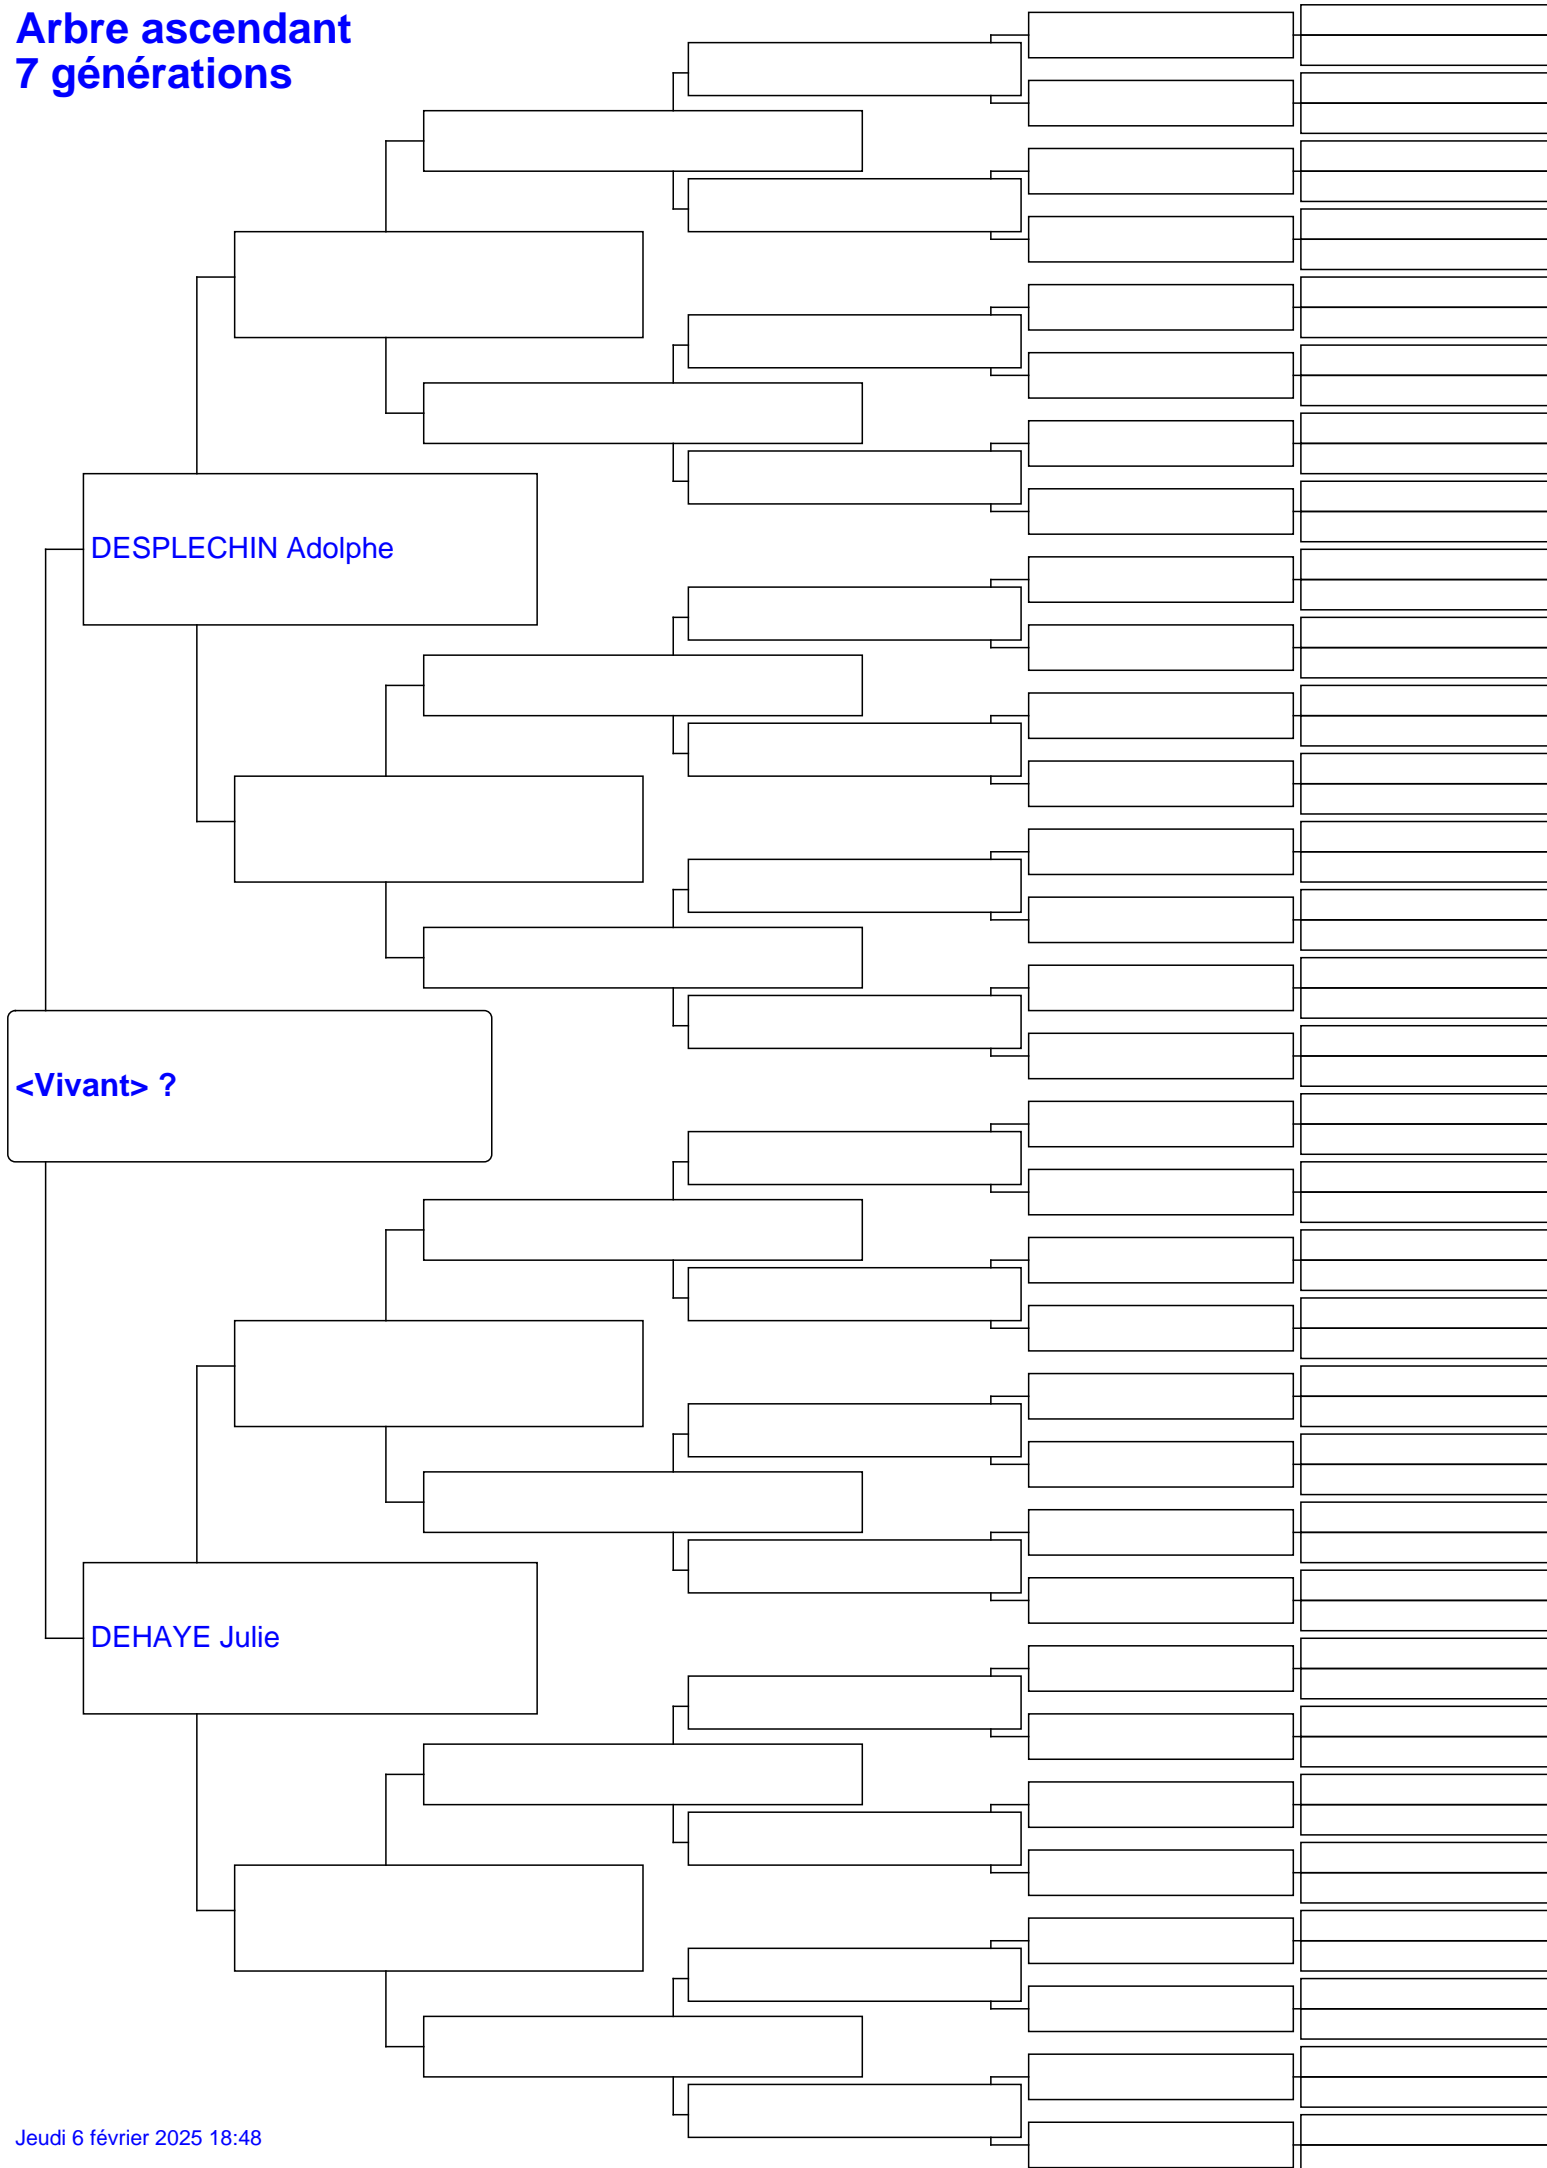 Arbre ascendant
7 générations
DESPLECHIN Adolphe
<Vivant> ?
DEHAYE Julie
Jeudi 6 février 2025 18:48